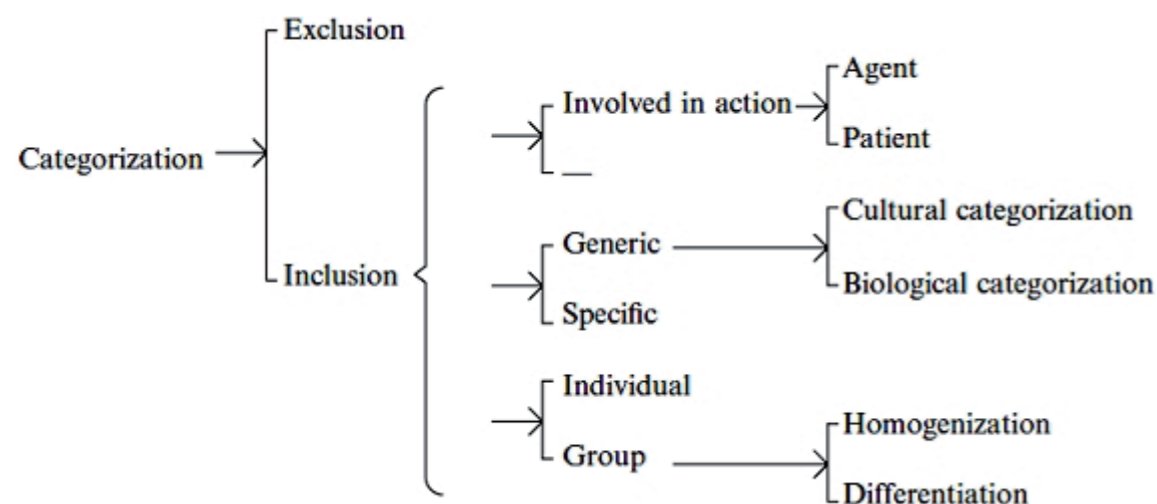 Exclusion
Agent
Involved in action
Patient
Categorization
Cultural categorization
Generic
Inclusion
Biological categorization
Specific
Individual
Homogenization
Group
Differentiation